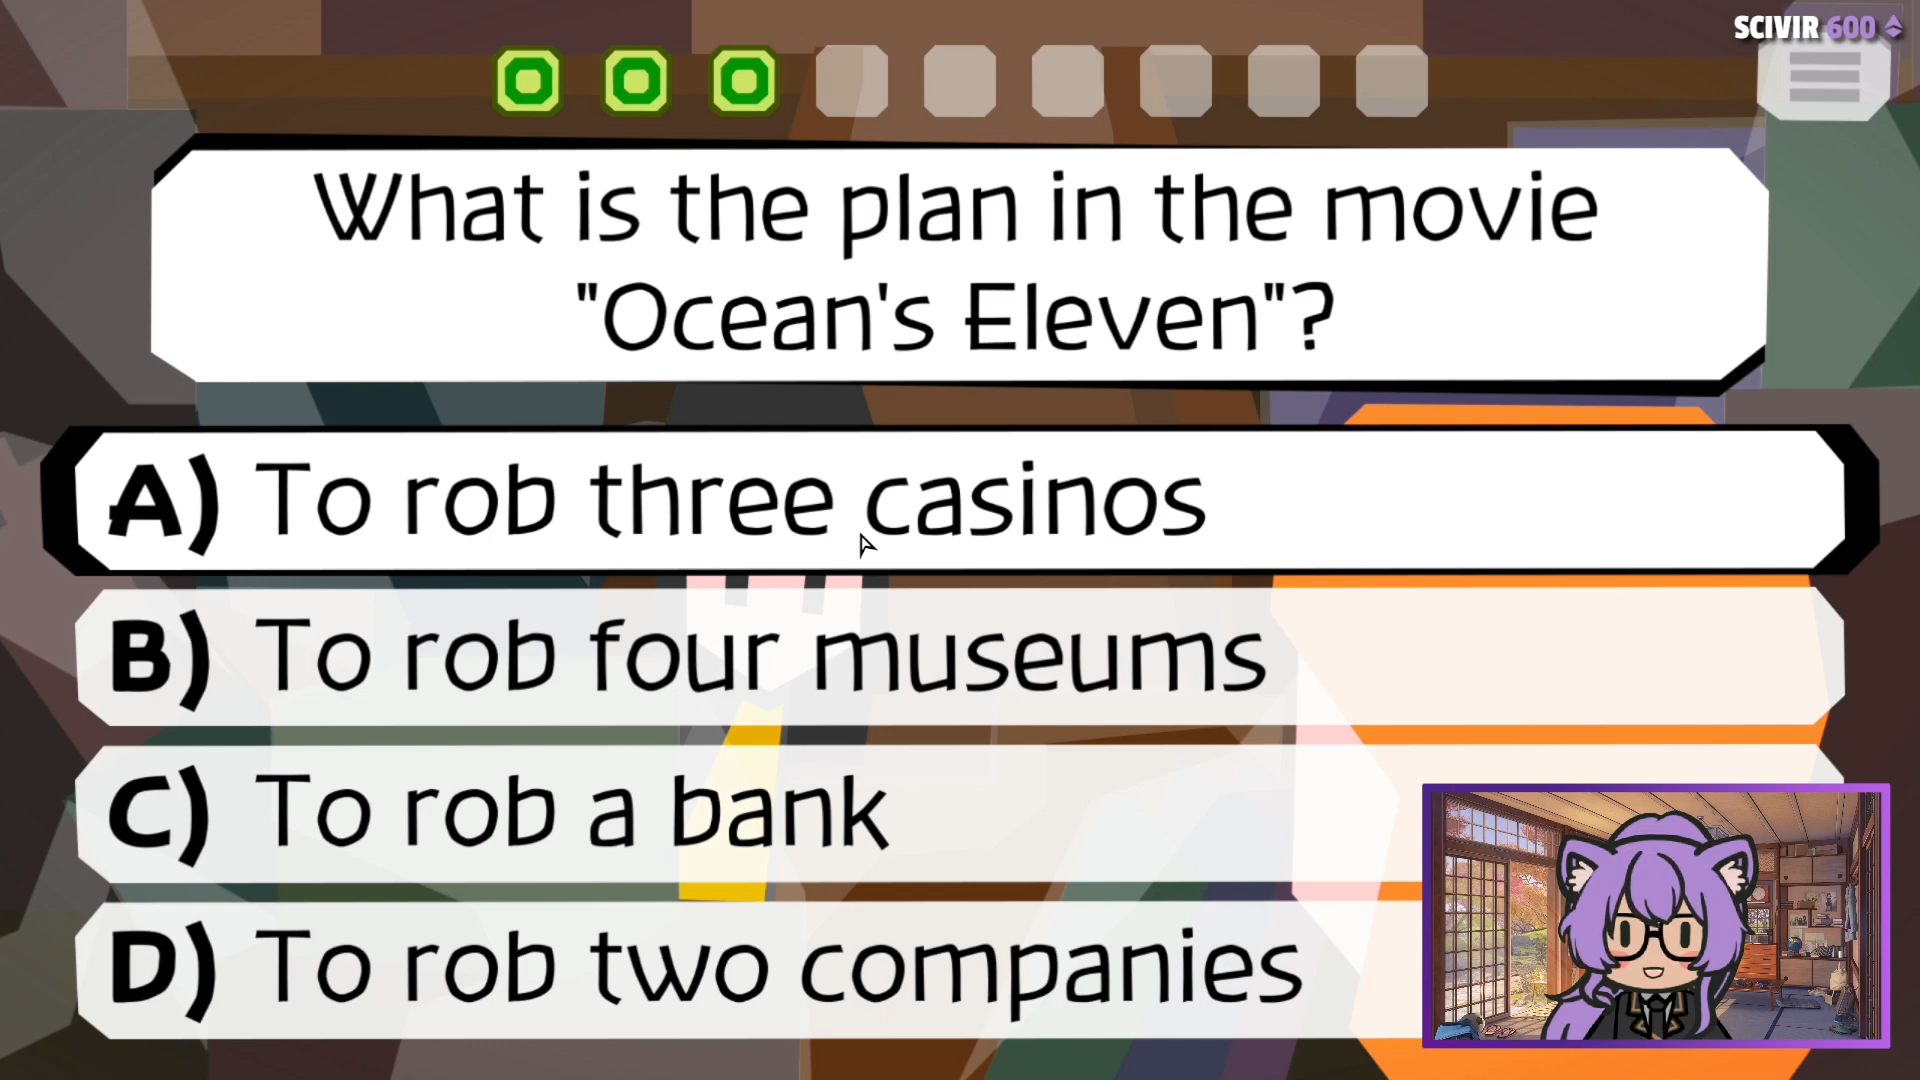 SCIVIR 600
What is the plan in the movie
"Ocean's Eleven"?
A) To rob three casinos
B) To rob four museums
C) To rob a bank
D) To rob two companies